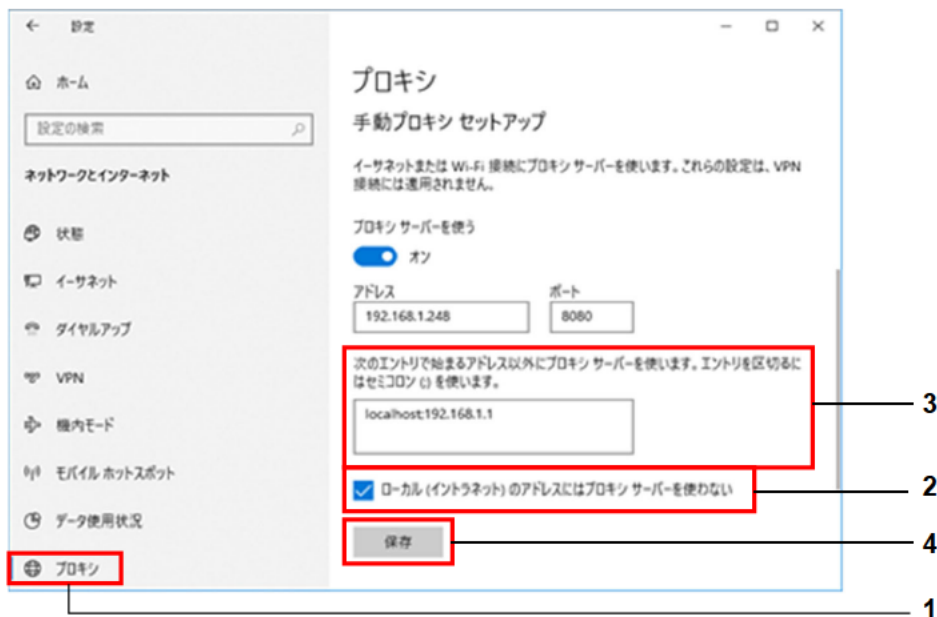 設定
ホーム
設定の検索
ネットワークとインターネット
状態
イーサネット
ダイヤルアップ
VPN
機内モード
モバイル ホットスポット
データ使用状況
プロキシ
プロキシ
手動プロキシ セットアップ
イーサネットまたは Wi-Fi 接続にプロキシ サーバーを使います。これらの設定は、VPN
接続には適用されません。
プロキシ サーバーを使う
オン
アドレス ポート
192.168.1.248 8080
次のエントリで始まるアドレス以外にプロキシ サーバーを使います。エントリを区切るに
はセミコロン (;) を使います。
localhost;192.168.1.1
ローカル (イントラネット) のアドレスにはプロキシ サーバーを使わない
保存
3
2
4
1